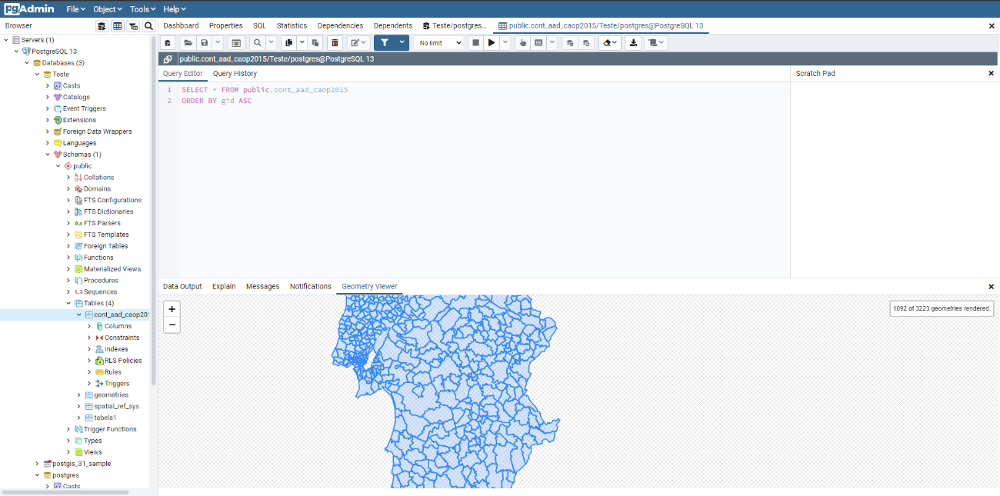 pgAdmin File Object Tools Help
Browser
Dashboard Properties SQL Statistics Dependencies Dependents Teste/postgres... public.cont_aad_caop2015/Teste/postgres@PostgreSQL 13
No limit
public.cont_aad_caop2015/Teste/postgres@PostgreSQL 13
Query Editor Query History
Scratch Pad
1 SELECT * FROM public.cont_aad_caop2015
2 ORDER BY gid ASC
Servers (1)
PostgreSQL 13
Databases (3)
Teste
Casts
Catalogs
Event Triggers
Extensions
Foreign Data Wrappers
Languages
Schemas (1)
public
Collations
Domains
FTS Configurations
FTS Dictionaries
FTS Parsers
FTS Templates
Foreign Tables
Functions
Materialized Views
Procedures
1..3 Sequences
Tables (4)
cont_aad_caop201
Columns
Constraints
Indexes
RLS Policies
Rules
Triggers
geometries
spatial_ref_sys
tabela1
Trigger Functions
Types
Views
postgis_31_sample
postgres
Casts
Data Output Explain Messages Notifications Geometry Viewer
+
−
1092 of 3223 geometries rendered.